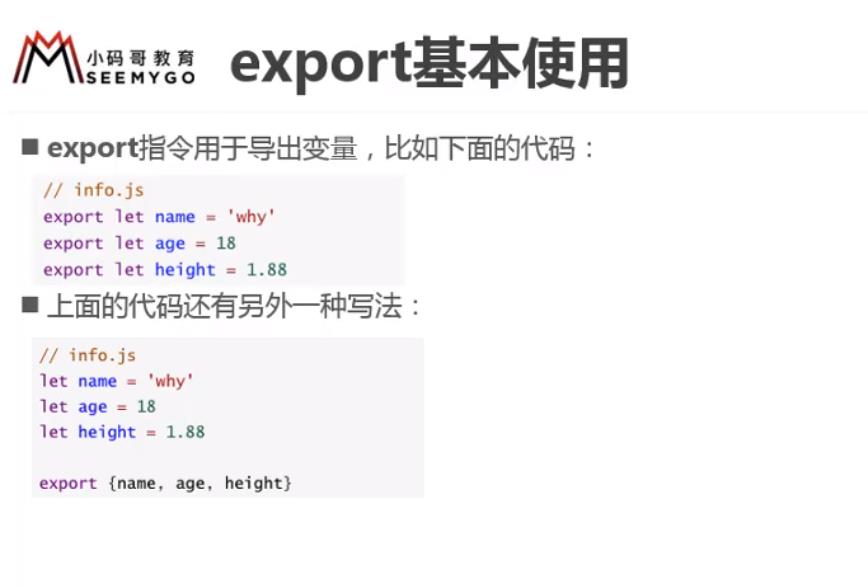 小码哥教育
SEEMYGO
export基本使用
export指令用于导出变量，比如下面的代码：
// info.js
export let name = 'why'
export let age = 18
export let height = 1.88
上面的代码还有另外一种写法：
// info.js
let name = 'why'
let age = 18
let height = 1.88
export {name, age, height}